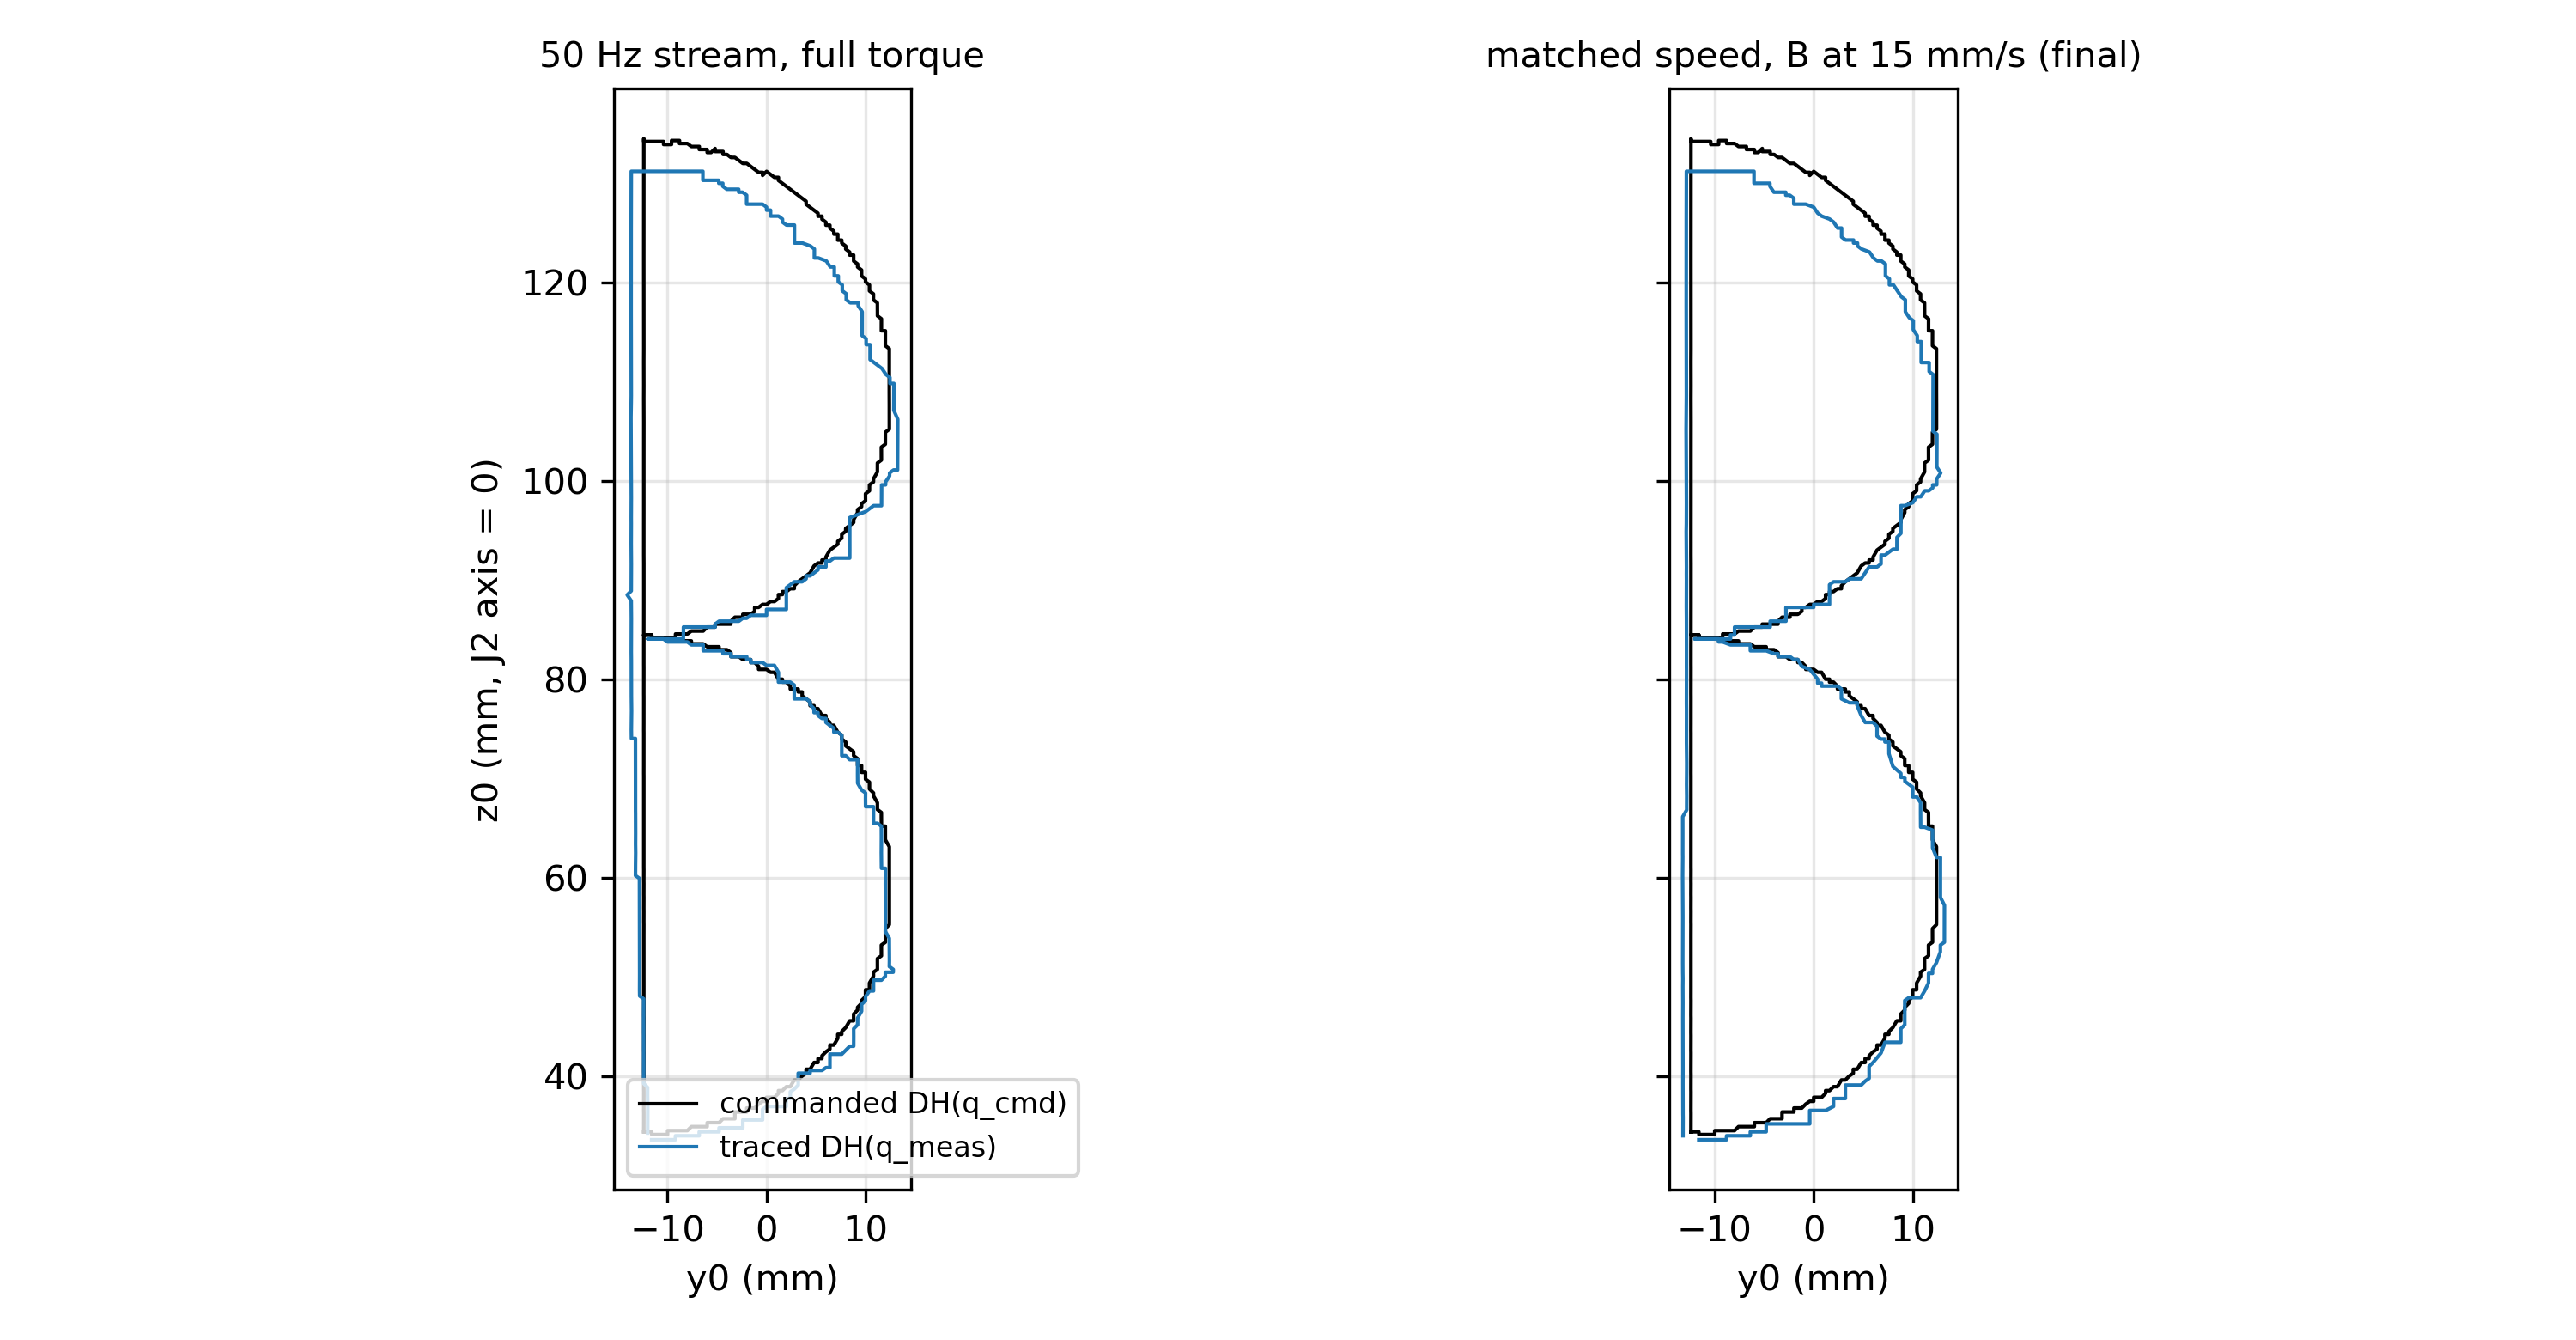 50 Hz stream, full torque
matched speed, B at 15 mm/s (final)
z0 (mm, J2 axis = 0)
120
100
80
60
40
commanded DH(q_cmd)
traced DH(q_meas)
−10 0 10
−10 0 10
y0 (mm)
y0 (mm)